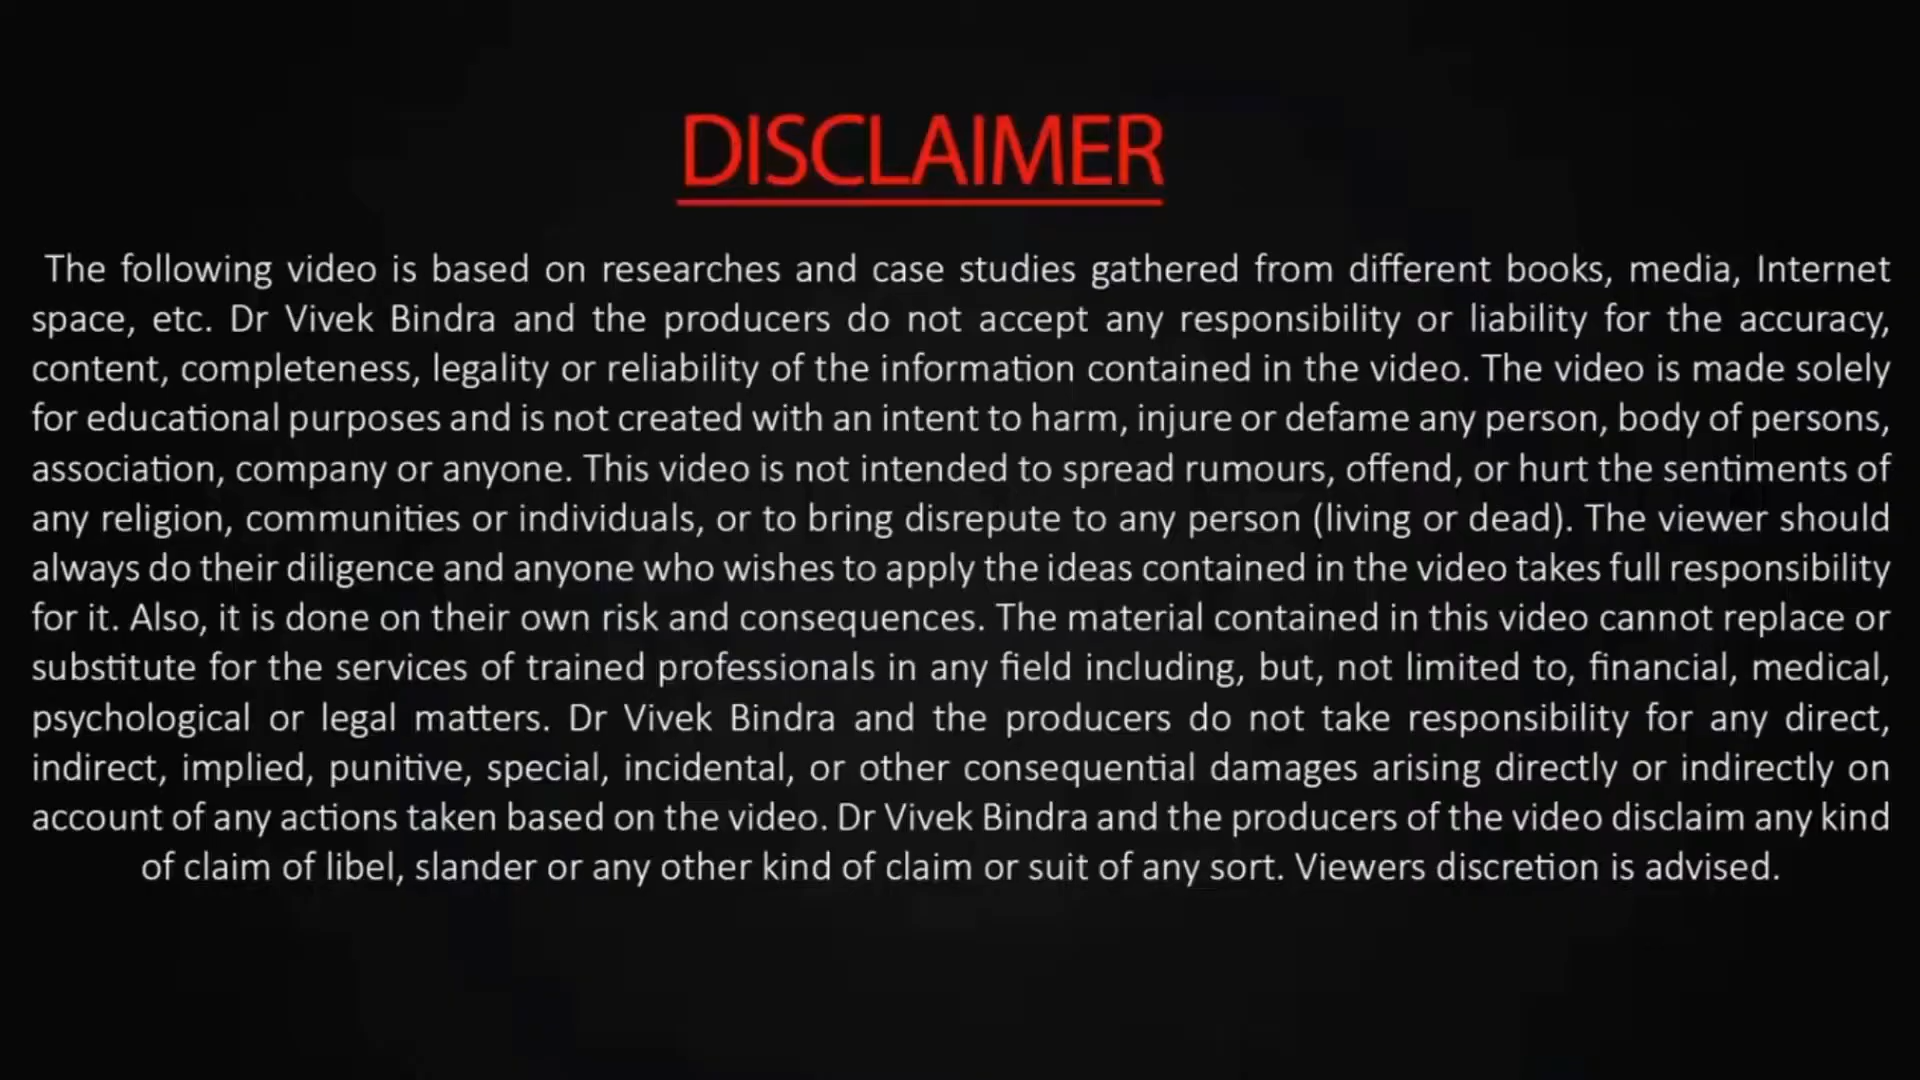 DISCLAIMER
The following video is based on researches and case studies gathered from different books, media, Internet
space, etc. Dr Vivek Bindra and the producers do not accept any responsibility or liability for the accuracy,
content, completeness, legality or reliability of the information contained in the video. The video is made solely
for educational purposes and is not created with an intent to harm, injure or defame any person, body of persons,
association, company or anyone. This video is not intended to spread rumours, offend, or hurt the sentiments of
any religion, communities or individuals, or to bring disrepute to any person (living or dead). The viewer should
always do their diligence and anyone who wishes to apply the ideas contained in the video takes full responsibility
for it. Also, it is done on their own risk and consequences. The material contained in this video cannot replace or
substitute for the services of trained professionals in any field including, but, not limited to, financial, medical,
psychological or legal matters. Dr Vivek Bindra and the producers do not take responsibility for any direct,
indirect, implied, punitive, special, incidental, or other consequential damages arising directly or indirectly on
account of any actions taken based on the video. Dr Vivek Bindra and the producers of the video disclaim any kind
of claim of libel, slander or any other kind of claim or suit of any sort. Viewers discretion is advised.